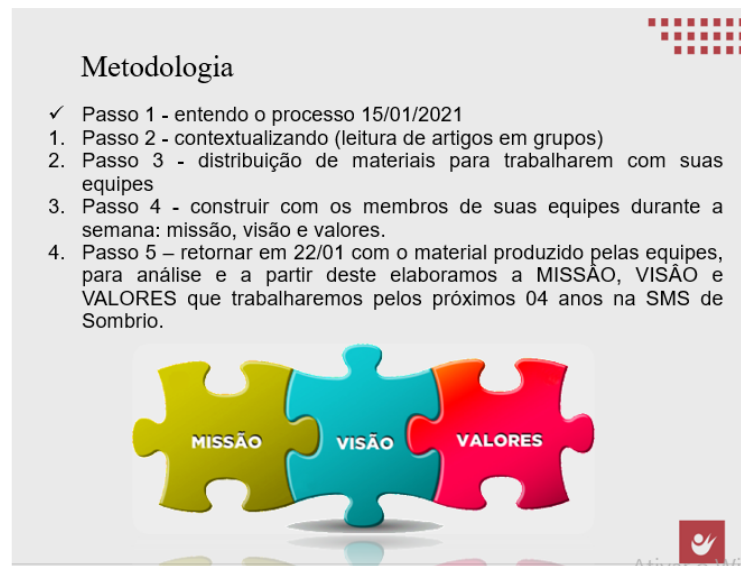 Metodologia
✓ Passo 1 - entendo o processo 15/01/2021
1. Passo 2 - contextualizando (leitura de artigos em grupos)
2. Passo 3 - distribuição de materiais para trabalharem com suas
equipes
3. Passo 4 - construir com os membros de suas equipes durante a
semana: missão, visão e valores.
4. Passo 5 – retornar em 22/01 com o material produzido pelas equipes,
para análise e a partir deste elaboramos a MISSÂO, VISÂO e
VALORES que trabalharemos pelos próximos 04 anos na SMS de
Sombrio.
MISSÃO
VISÃO
VALORES